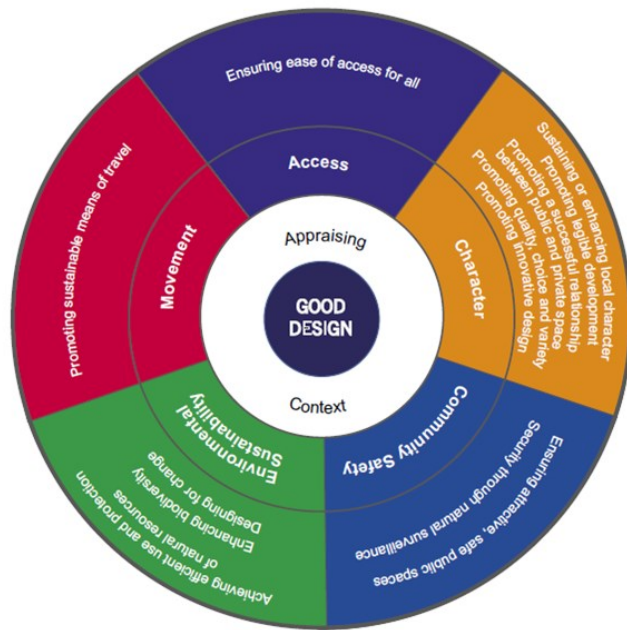 Ensuring ease of access for all
Access
Sustaining or enhancing local character
Promoting legible development
Promoting a successful relationship
between public and private space
Promoting quality, choice and variety
Promoting innovative design
Character
Ensuring attractive, safe public spaces
Security through natural surveillance
Community Safety
Environmental
Sustainability
Achieving efficient use and protection
of natural resources
Enhancing biodiversity
Designing for change
Promoting sustainable means of travel
Movement
Appraising
GOOD
DESIGN
Context